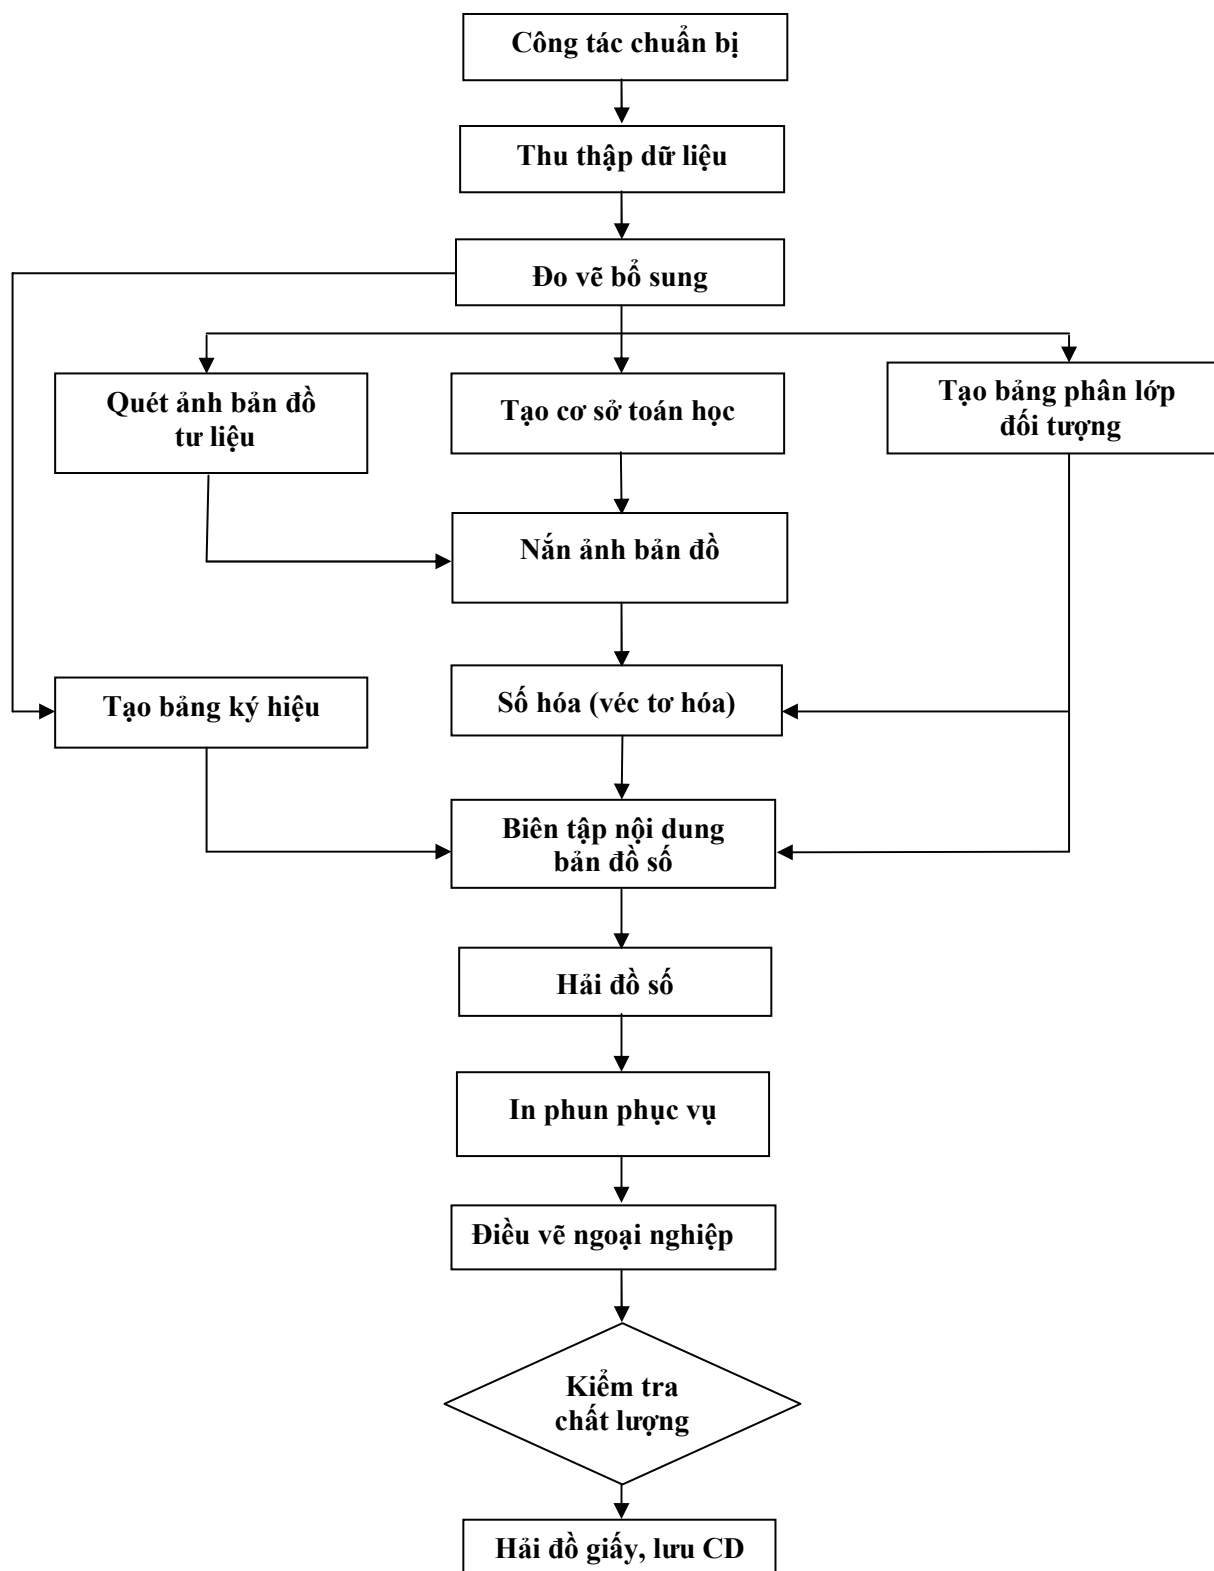 Công tác chuẩn bị
Thu thập dữ liệu
Đo vẽ bổ sung
Quét ảnh bản đồ
tư liệu
Tạo cơ sở toán học
Tạo bảng phân lớp
đối tượng
Nắn ảnh bản đồ
Tạo bảng ký hiệu
Số hóa (véc tơ hóa)
Biên tập nội dung
bản đồ số
Hải đồ số
In phun phục vụ
Điều vẽ ngoại nghiệp
Kiểm tra
chất lượng
Hải đồ giấy, lưu CD